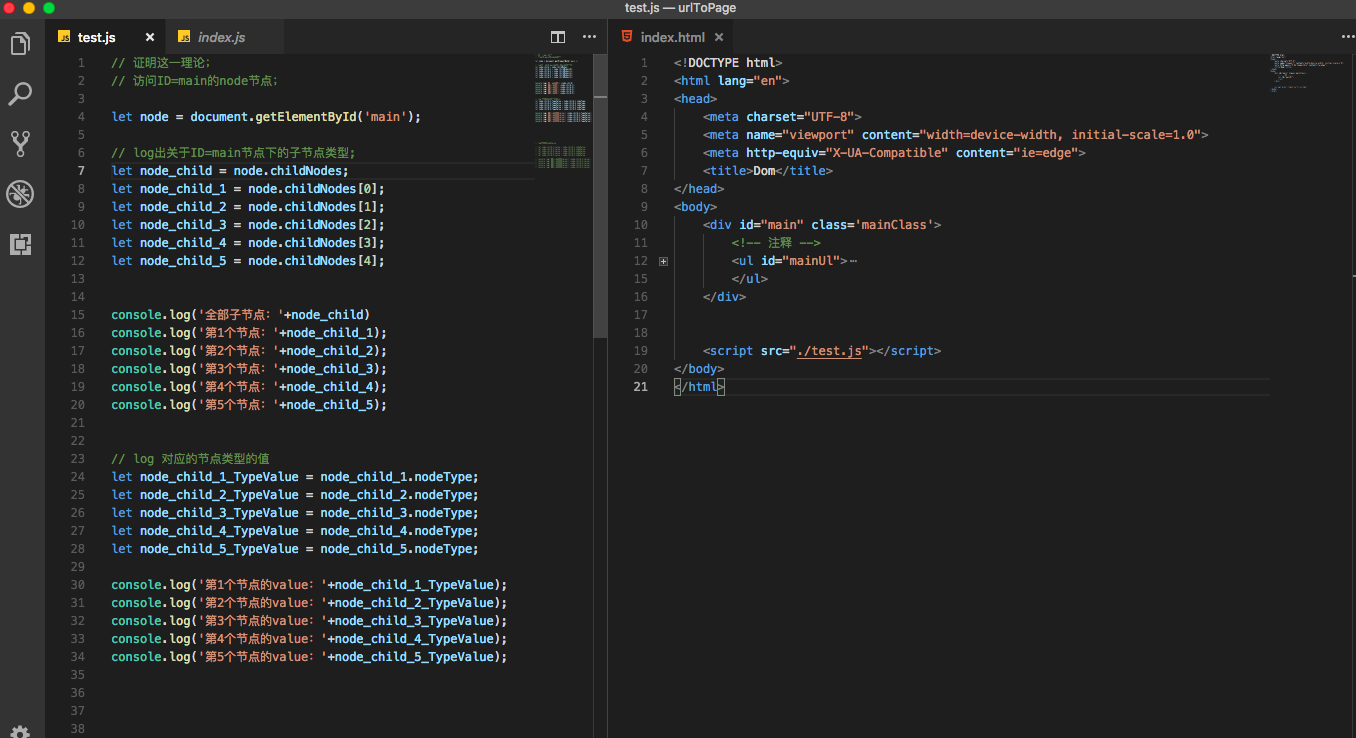 test.js — urlToPage
test.js
index.js
1 // 证明这一理论;
2 // 访问ID=main的node节点;
3
4 let node = document.getElementById('main');
5
6 // log出关于ID=main节点下的子节点类型;
7 let node_child = node.childNodes;
8 let node_child_1 = node.childNodes[0];
9 let node_child_2 = node.childNodes[1];
10 let node_child_3 = node.childNodes[2];
11 let node_child_4 = node.childNodes[3];
12 let node_child_5 = node.childNodes[4];
13
14
15 console.log('全部子节点: '+node_child)
16 console.log('第1个节点: '+node_child_1);
17 console.log('第2个节点: '+node_child_2);
18 console.log('第3个节点: '+node_child_3);
19 console.log('第4个节点: '+node_child_4);
20 console.log('第5个节点: '+node_child_5);
21
22
23 // log 对应的节点类型的值
24 let node_child_1_TypeValue = node_child_1.nodeType;
25 let node_child_2_TypeValue = node_child_2.nodeType;
26 let node_child_3_TypeValue = node_child_3.nodeType;
27 let node_child_4_TypeValue = node_child_4.nodeType;
28 let node_child_5_TypeValue = node_child_5.nodeType;
29
30 console.log('第1个节点的value: '+node_child_1_TypeValue);
31 console.log('第2个节点的value: '+node_child_2_TypeValue);
32 console.log('第3个节点的value: '+node_child_3_TypeValue);
33 console.log('第4个节点的value: '+node_child_4_TypeValue);
34 console.log('第5个节点的value: '+node_child_5_TypeValue);
35
36
37
38
index.html
1 <!DOCTYPE html>
2 <html lang="en">
3 <head>
4 <meta charset="UTF-8">
5 <meta name="viewport" content="width=device-width, initial-scale=1.0">
6 <meta http-equiv="X-UA-Compatible" content="ie=edge">
7 <title>Dom</title>
8 </head>
9 <body>
10 <div id="main" class='mainClass'>
11 <!-- 注释 -->
12 <ul id="mainUl">⋯
15 </ul>
16 </div>
17
18
19 <script src="./test.js"></script>
20 </body>
21 </html>